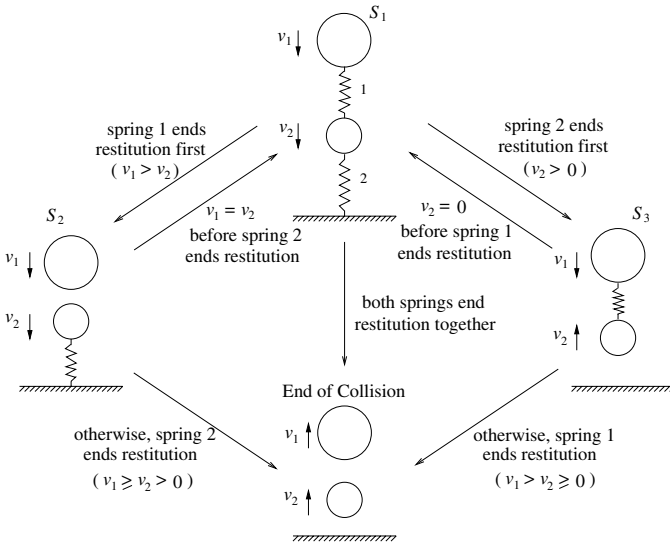 S1
v1
1
v2
2
spring 1 ends
restitution first
( v1 > v2 )
spring 2 ends
restitution first
( v2 > 0 )
v1 = v2
before spring 2
ends restitution
v2 = 0
before spring 1
ends restitution
S2
v1
v2
S3
v1
v2
both springs end
restitution together
End of Collision
v1
v2
otherwise, spring 2
ends restitution
( v1 ⩾ v2 > 0 )
otherwise, spring 1
ends restitution
( v1 > v2 ⩾ 0 )